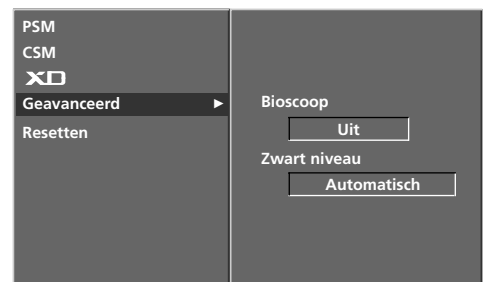 PSM
CSM
XD
Geavanceerd ►
Resetten
Bioscoop
Uit
Zwart niveau
Automatisch